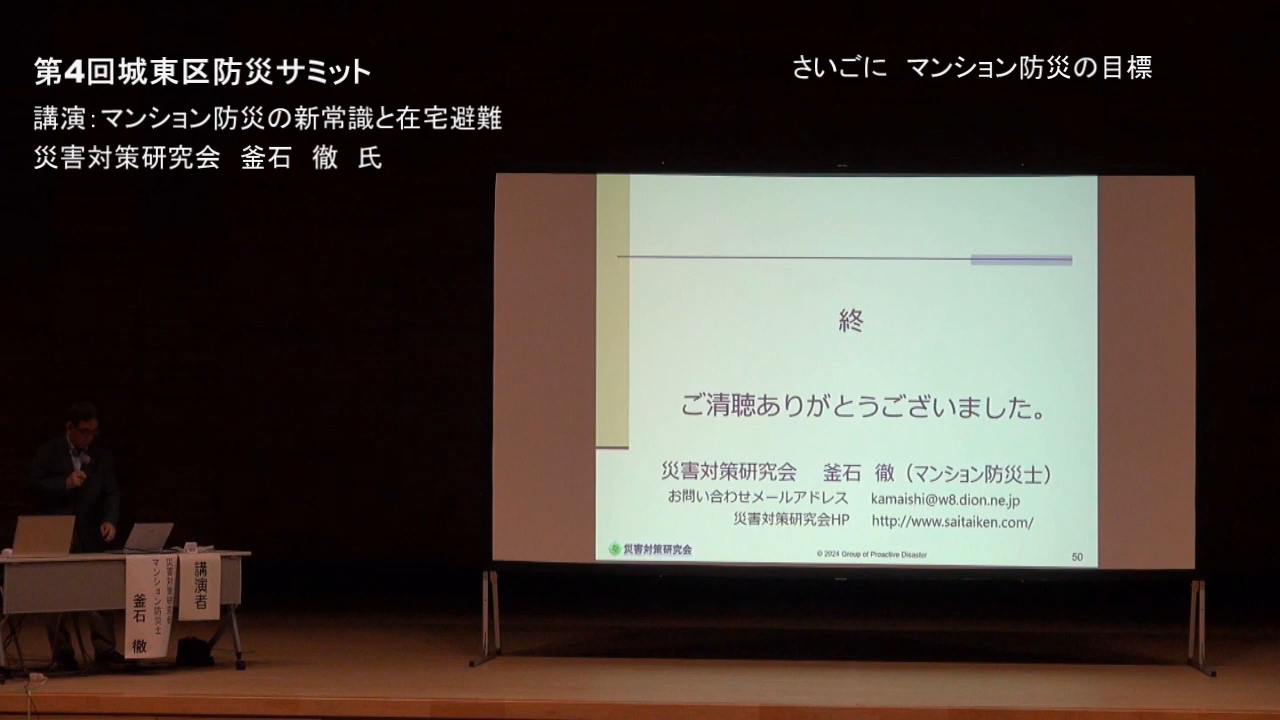 第4回城東区防災サミット
講演：マンション防災の新常識と在宅避難
災害対策研究会　釜石　徹　氏
さいごに　マンション防災の目標
終
ご清聴ありがとうございました。
災害対策研究会　釜石　徹（マンション防災士）
お問い合わせメールアドレス　kamaishi@w8.dion.ne.jp
災害対策研究会HP　http://www.saitaiken.com/
災害対策研究会
© 2024 Group of Proactive Disaster
50
講演者
災害対策研究会
マンション防災士
釜石　徹